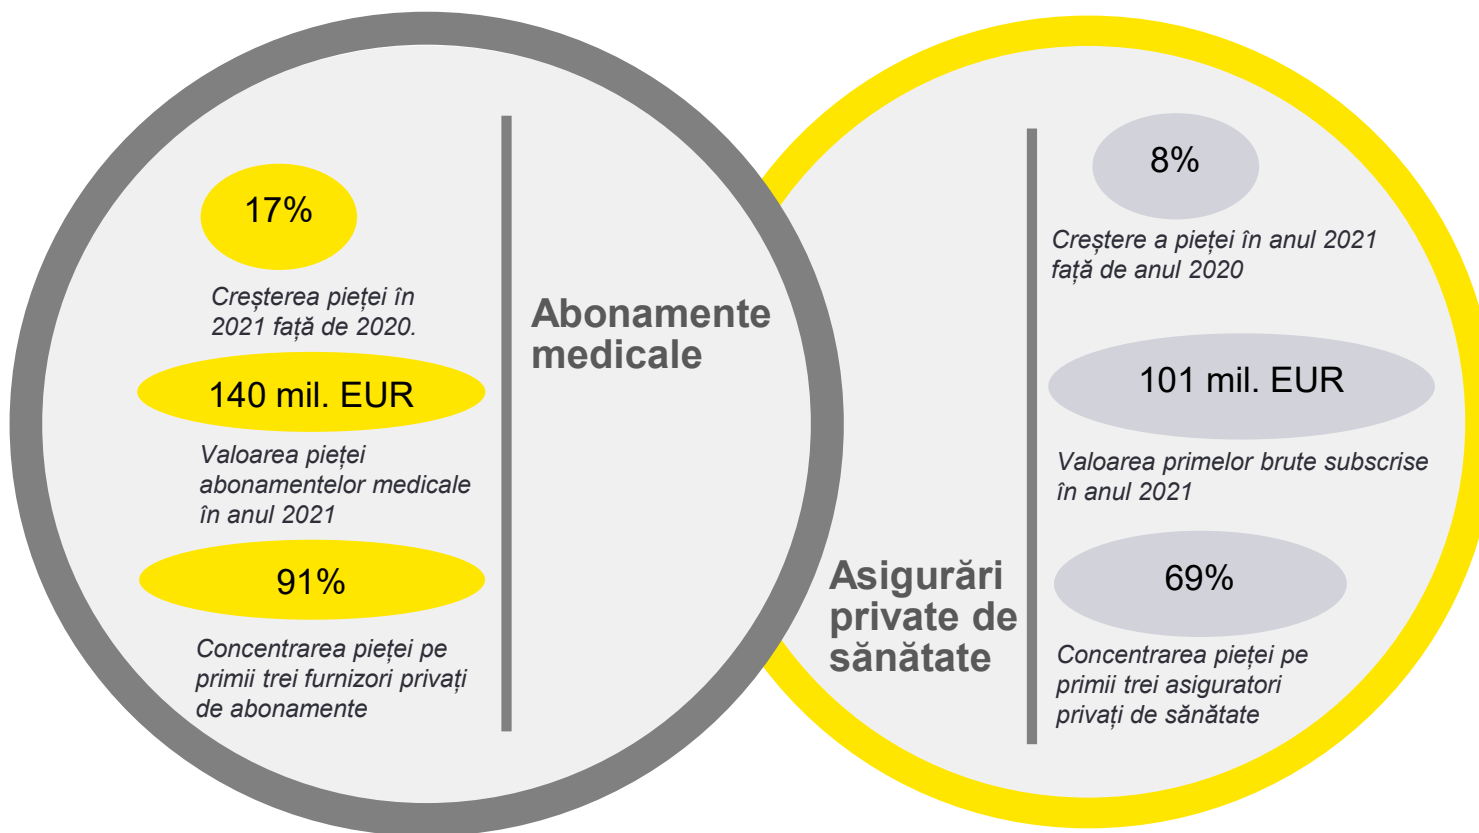 17%
Creșterea pieței în
2021 față de 2020.
140 mil. EUR
Valoarea pieței
abonamentelor medicale
în anul 2021
91%
Concentrarea pieței pe
primii trei furnizori privați
de abonamente
Abonamente
medicale
Asigurări
private de
sănătate
8%
Creștere a pieței în anul 2021
față de anul 2020
101 mil. EUR
Valoarea primelor brute subscrise
în anul 2021
69%
Concentrarea pieței pe
primii trei asiguratori
privați de sănătate